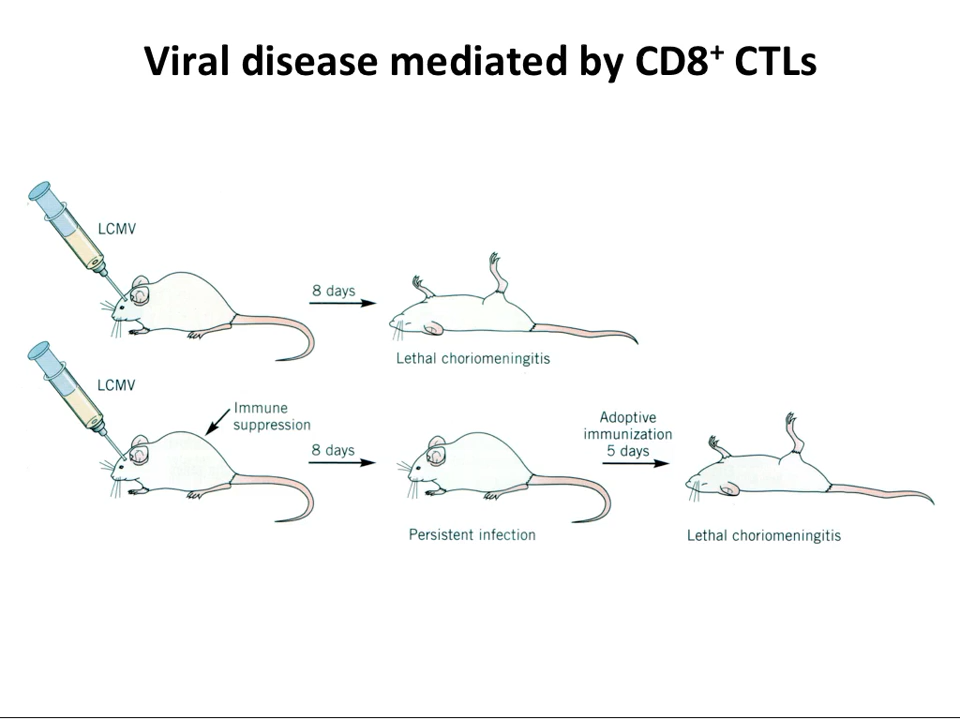 Viral disease mediated by CD8⁺ CTLs
LCMV
8 days
Lethal choriomeningitis
LCMV
Immune
suppression
8 days
Persistent infection
Adoptive
immunization
5 days
Lethal choriomeningitis